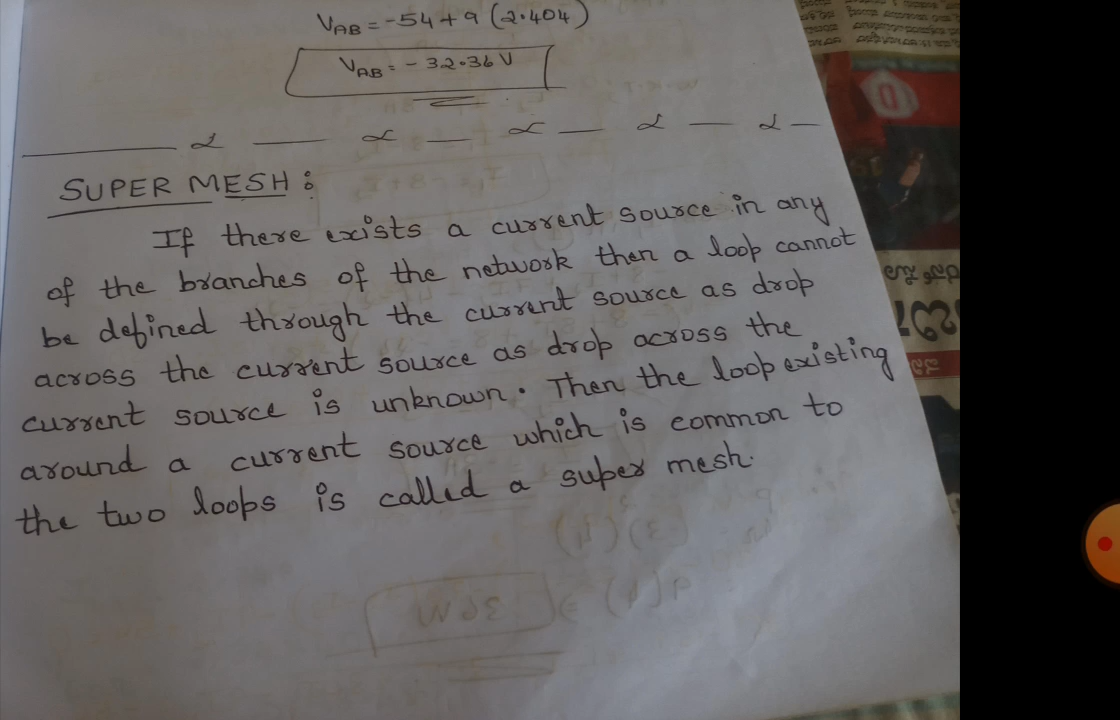 VAB = -54+9 (2.404)
VAB = - 32.36 V
SUPER MESH :
If there exists a current source in any
of the branches of the network then a loop cannot
be defined through the current source as drop
across the current source as drop across the
current source is unknown. Then the loop existing
around a current source which is common to
the two loops is called a super mesh.